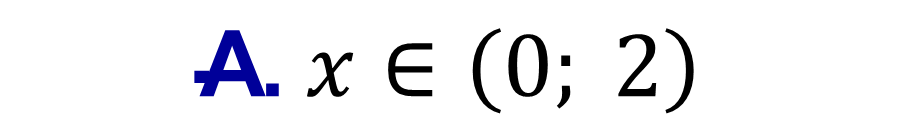 A. x ∈ (0; 2)